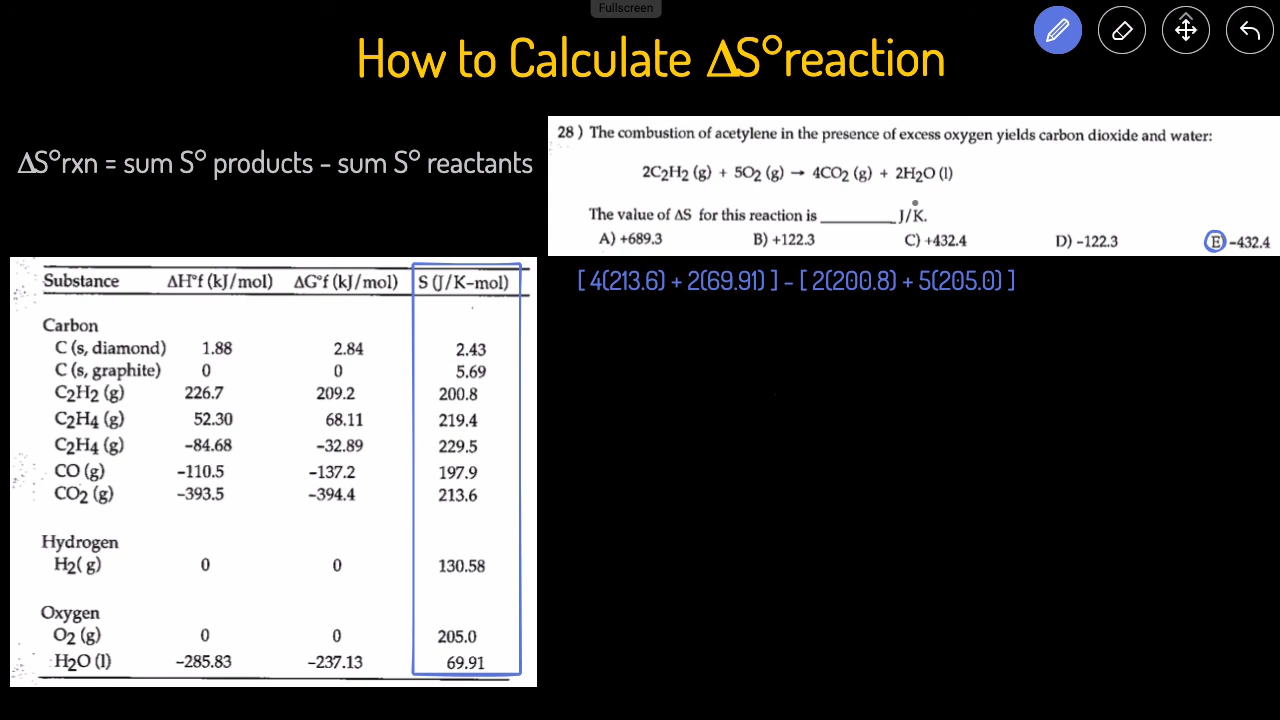 Fullscreen
How to Calculate ΔS°reaction
ΔS°rxn = sum S° products - sum S° reactants
28 ) The combustion of acetylene in the presence of excess oxygen yields carbon dioxide and water:
2C₂H₂ (g) + 5O₂ (g) → 4CO₂ (g) + 2H₂O (l)
The value of ΔS for this reaction is ________ J/K.
A) +689.3 B) +122.3 C) +432.4 D) −122.3 E) −432.4
[ 4(213.6) + 2(69.91) ] - [ 2(200.8) + 5(205.0) ]
Substance ΔH°f (kJ/mol) ΔG°f (kJ/mol) S (J/K-mol)
Carbon
C (s, diamond) 1.88 2.84 2.43
C (s, graphite) 0 0 5.69
C₂H₂ (g) 226.7 209.2 200.8
C₂H₄ (g) 52.30 68.11 219.4
C₂H₄ (g) −84.68 −32.89 229.5
CO (g) −110.5 −137.2 197.9
CO₂ (g) −393.5 −394.4 213.6
Hydrogen
H₂( g) 0 0 130.58
Oxygen
O₂ (g) 0 0 205.0
H₂O (l) −285.83 −237.13 69.91